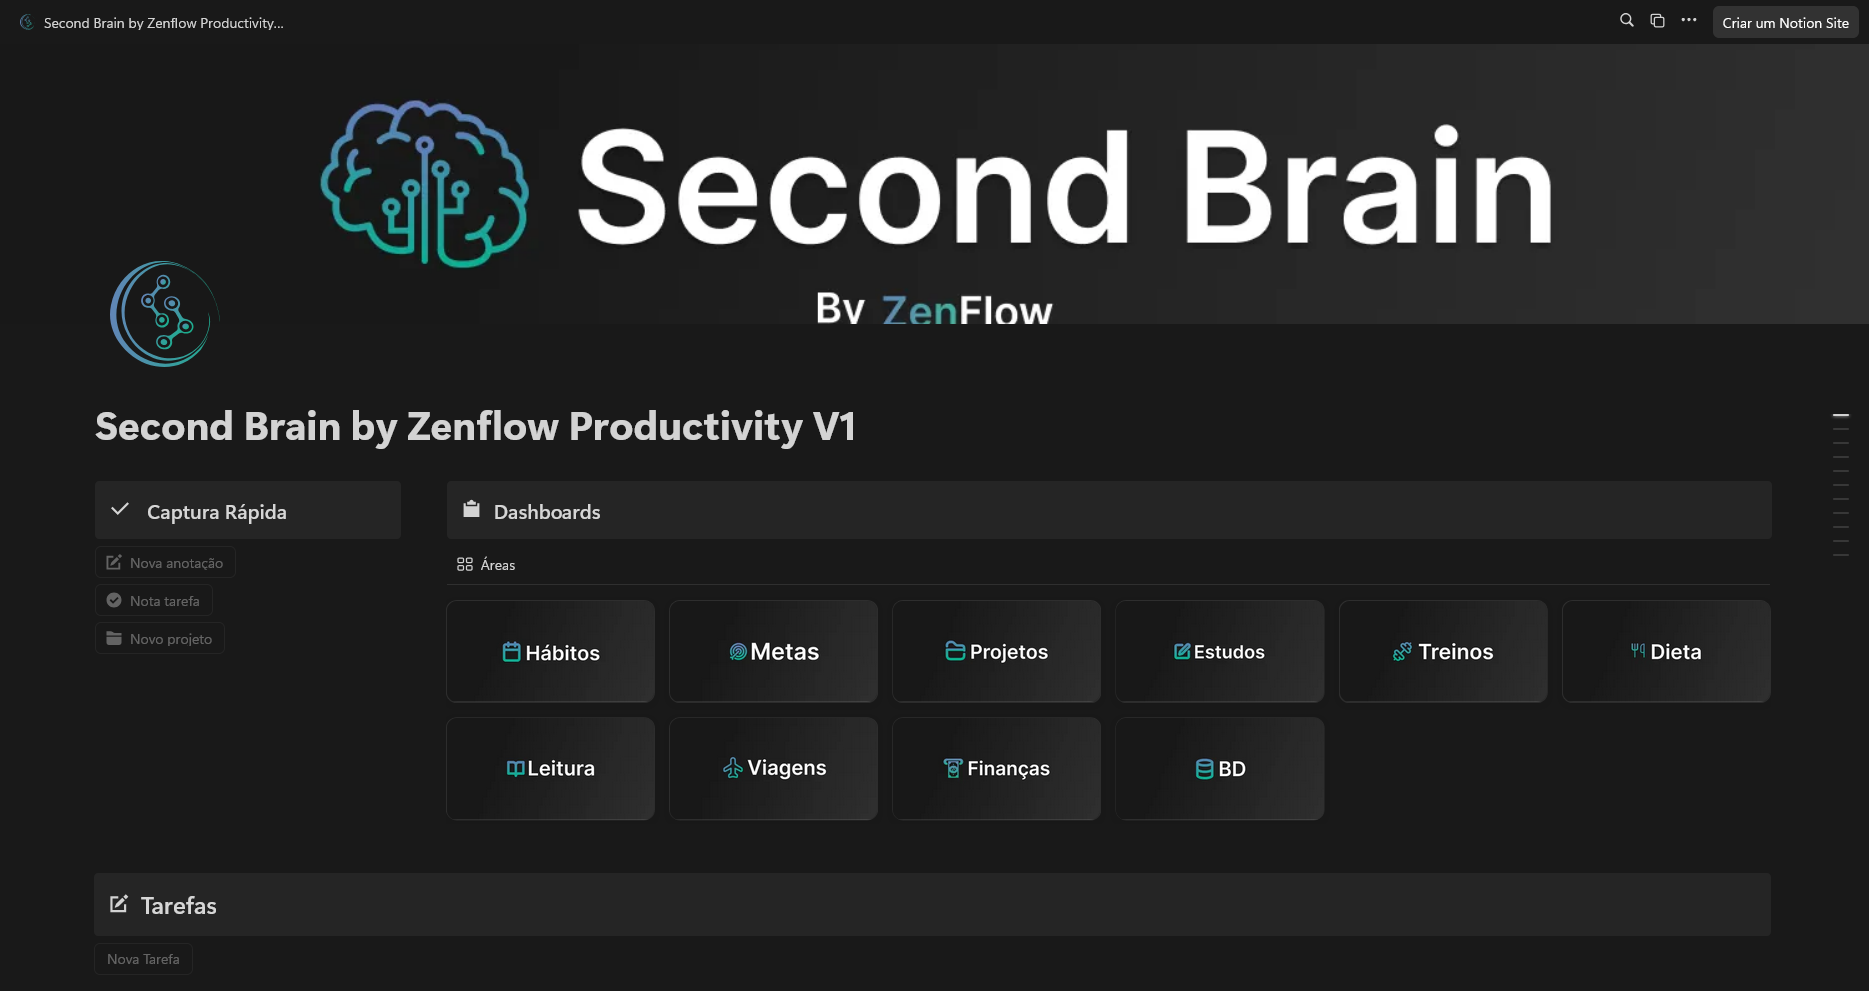 Second Brain by Zenflow Productivity...
Criar um Notion Site
Second Brain
By ZenFlow
Second Brain by Zenflow Productivity V1
Captura Rápida
Nova anotação
Nota tarefa
Novo projeto
Dashboards
Áreas
Hábitos
Metas
Projetos
Estudos
Treinos
Dieta
Leitura
Viagens
Finanças
BD
Tarefas
Nova Tarefa